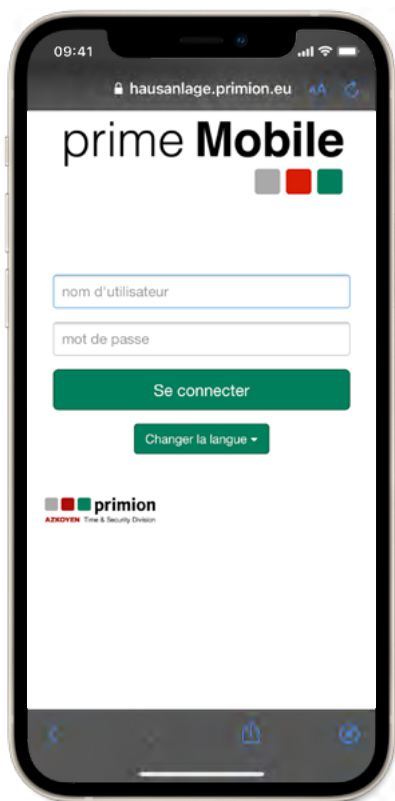 09:41
hausanlage.primion.eu AA
prime Mobile
nom d'utilisateur
mot de passe
Se connecter
Changer la langue
primion
AZKOYEN Time & Security Division